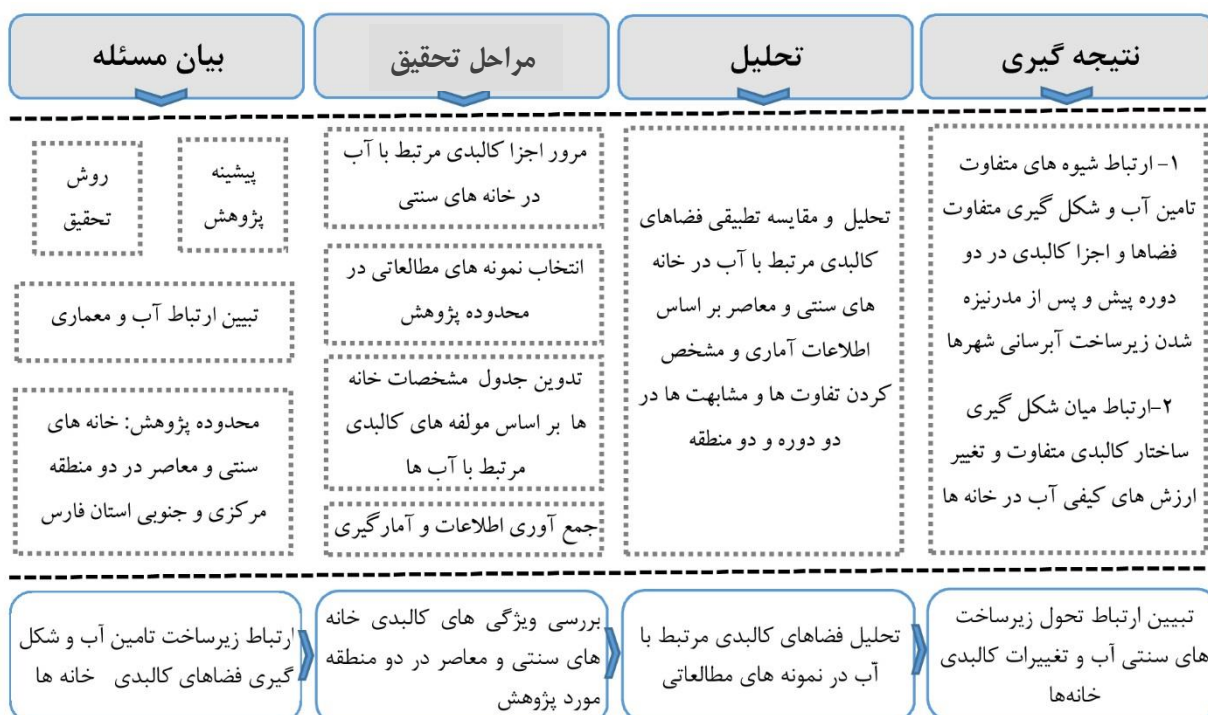 بیان مسئله
مراحل تحقیق
تحلیل
نتیجه گیری
پیشینه
پژوهش
روش
تحقیق
تبیین ارتباط آب و معماری
محدوده پژوهش: خانه های
سنتی و معاصر در دو منطقه
مرکزی و جنوبی استان فارس
مرور اجزا کالبدی مرتبط با آب
در خانه های سنتی
انتخاب نمونه های مطالعاتی در
محدوده پژوهش
تدوین جدول مشخصات خانه
ها بر اساس مولفه های کالبدی
مرتبط با آب ها
جمع آوری اطلاعات و آمارگیری
تحلیل و مقایسه تطبیقی فضاهای
کالبدی مرتبط با آب در خانه
های سنتی و معاصر بر اساس
اطلاعات آماری و مشخص
کردن تفاوت ها و مشابهت ها در
دو دوره و دو منطقه
۱- ارتباط شیوه های متفاوت
تامین آب و شکل گیری متفاوت
فضاها و اجزا کالبدی در دو
دوره پیش و پس از مدرنیزه
شدن زیرساخت آبرسانی شهرها
۲-ارتباط میان شکل گیری
ساختار کالبدی متفاوت و تغییر
ارزش های کیفی آب در خانه ها
ارتباط زیرساخت تامین آب و شکل
گیری فضاهای کالبدی خانه ها
بررسی ویژگی های کالبدی خانه
های سنتی و معاصر در دو منطقه
مورد پژوهش
تحلیل فضاهای کالبدی مرتبط با
آب در نمونه های مطالعاتی
تبیین ارتباط تحول زیرساخت
های سنتی آب و تغییرات کالبدی
خانه‌ها